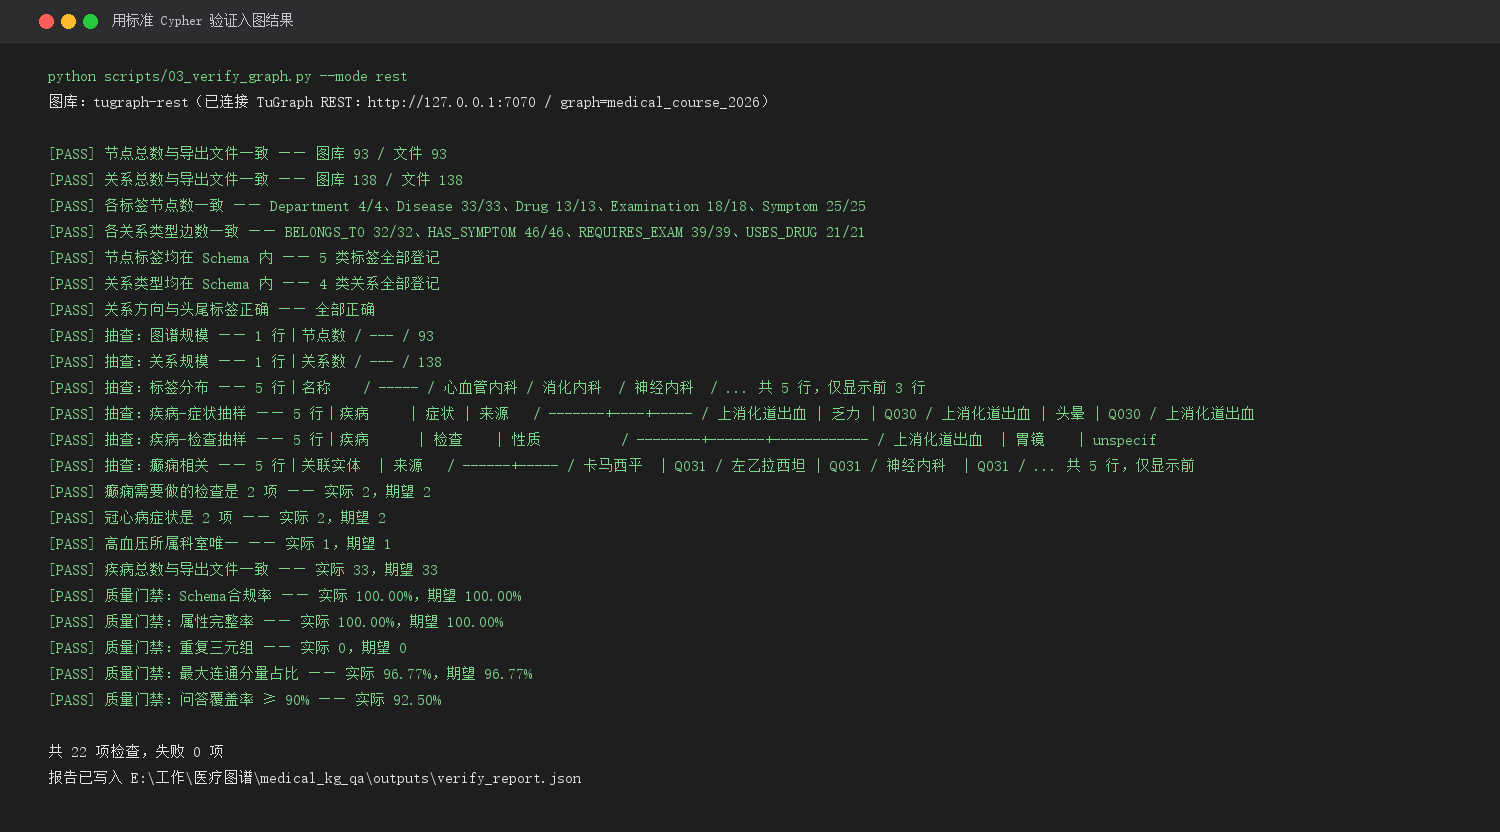 用标准 Cypher 验证入图结果
python scripts/03_verify_graph.py --mode rest
图库：tugraph-rest（已连接 TuGraph REST：http://127.0.0.1:7070 / graph=medical_course_2026）
[PASS] 节点总数与导出文件一致 —— 图库 93 / 文件 93
[PASS] 关系总数与导出文件一致 —— 图库 138 / 文件 138
[PASS] 各标签节点数一致 —— Department 4/4、Disease 33/33、Drug 13/13、Examination 18/18、Symptom 25/25
[PASS] 各关系类型边数一致 —— BELONGS_TO 32/32、HAS_SYMPTOM 46/46、REQUIRES_EXAM 39/39、USES_DRUG 21/21
[PASS] 节点标签均在 Schema 内 —— 5 类标签全部登记
[PASS] 关系类型均在 Schema 内 —— 4 类关系全部登记
[PASS] 关系方向与头尾标签正确 —— 全部正确
[PASS] 抽查：图谱规模 —— 1 行｜节点数 / --- / 93
[PASS] 抽查：关系规模 —— 1 行｜关系数 / --- / 138
[PASS] 抽查：标签分布 —— 5 行｜名称    / ----- / 心血管内科 / 消化内科  / 神经内科  / ... 共 5 行，仅显示前 3 行
[PASS] 抽查：疾病-症状抽样 —— 5 行｜疾病     | 症状 | 来源   / -------+----+----- / 上消化道出血 | 乏力 | Q030 / 上消化道出血 | 头晕 | Q030 / 上消化道出血
[PASS] 抽查：疾病-检查抽样 —— 5 行｜疾病      | 检查    | 性质          / --------+-------+------------ / 上消化道出血  | 胃镜    | unspecif
[PASS] 抽查：癫痫相关 —— 5 行｜关联实体  | 来源   / ------+----- / 卡马西平  | Q031 / 左乙拉西坦 | Q031 / 神经内科  | Q031 / ... 共 5 行，仅显示前
[PASS] 癫痫需要做的检查是 2 项 —— 实际 2，期望 2
[PASS] 冠心病症状是 2 项 —— 实际 2，期望 2
[PASS] 高血压所属科室唯一 —— 实际 1，期望 1
[PASS] 疾病总数与导出文件一致 —— 实际 33，期望 33
[PASS] 质量门禁：Schema合规率 —— 实际 100.00%，期望 100.00%
[PASS] 质量门禁：属性完整率 —— 实际 100.00%，期望 100.00%
[PASS] 质量门禁：重复三元组 —— 实际 0，期望 0
[PASS] 质量门禁：最大连通分量占比 —— 实际 96.77%，期望 96.77%
[PASS] 质量门禁：问答覆盖率 ≥ 90% —— 实际 92.50%
共 22 项检查，失败 0 项
报告已写入 E:\工作\医疗图谱\medical_kg_qa\outputs\verify_report.json